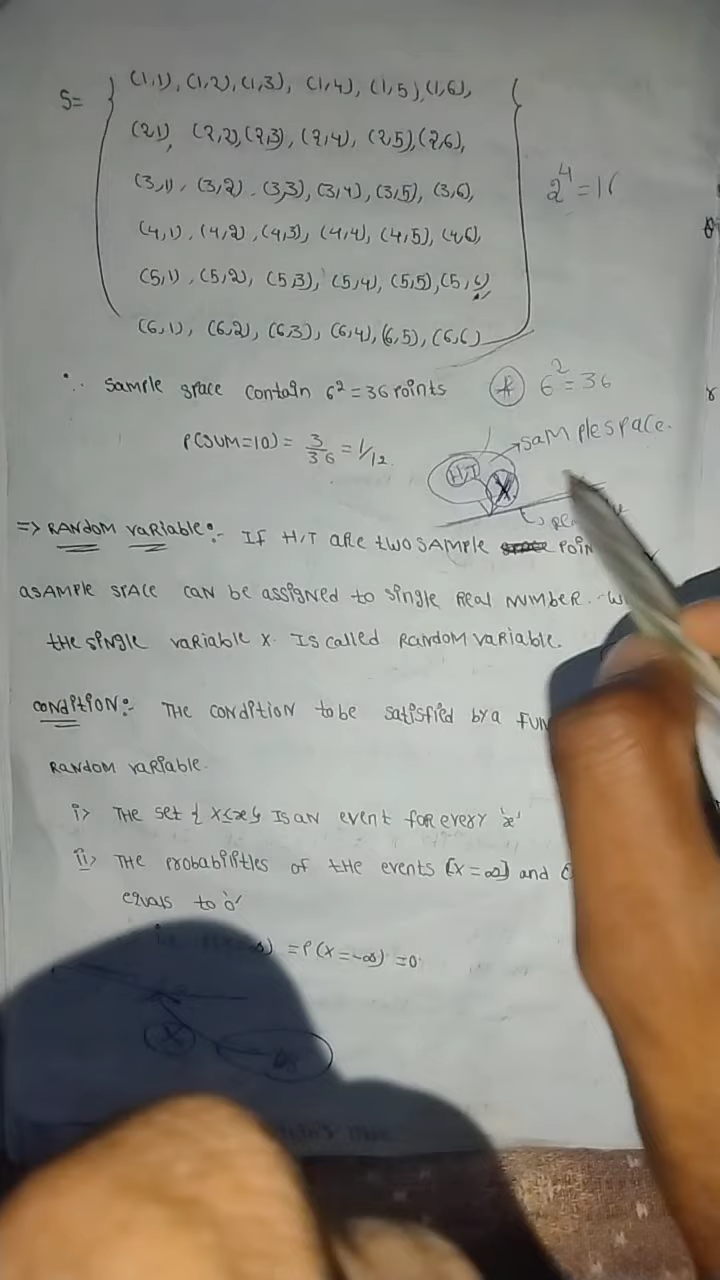 S= { (1,1), (1,2), (1,3), (1,4), (1,5), (1,6),
(2,1), (2,2), (2,3), (2,4), (2,5), (2,6),
(3,1), (3,2), (3,3), (3,4), (3,5), (3,6), 2^4=16
(4,1), (4,2), (4,3), (4,4), (4,5), (4,6),
(5,1), (5,2), (5,3), (5,4), (5,5), (5,6),
(6,1), (6,2), (6,3), (6,4), (6,5), (6,6) }
∴ Sample space contain 6²=36 points 6²=36
P(SUM=10) = 3/36 = 1/12.
H,T X → sample space.
=> RANDOM VARIABLE:- IF H,T ARE TWO SAMPLE
A SAMPLE SPACE CAN be assigned to single Real NUMBER.
the single variable X. Is called Random variable.
condition:- THE CONDITION to be satisfied by a
RANDOM VARIABLE.
i> THE set { X≤x} IS AN event for every 'x'
ii> THE probabilities of the events [X=∞] and
equals to '0'
=P(X=-∞) =0
X